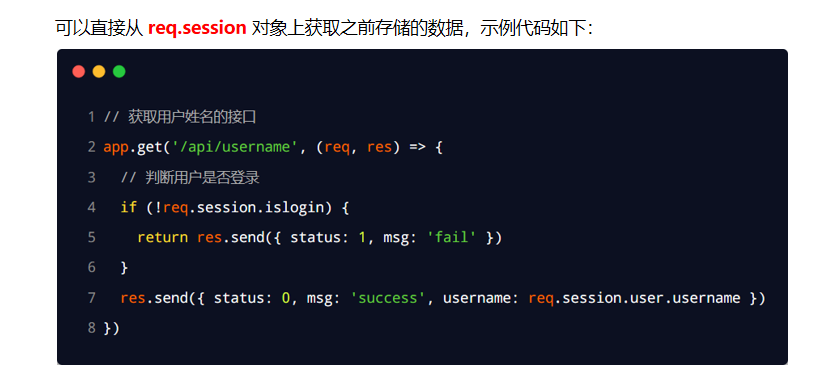 可以直接从 req.session 对象上获取之前存储的数据，示例代码如下：
1 // 获取用户姓名的接口
2 app.get('/api/username', (req, res) => {
3   // 判断用户是否登录
4   if (!req.session.islogin) {
5     return res.send({ status: 1, msg: 'fail' })
6   }
7   res.send({ status: 0, msg: 'success', username: req.session.user.username })
8 })